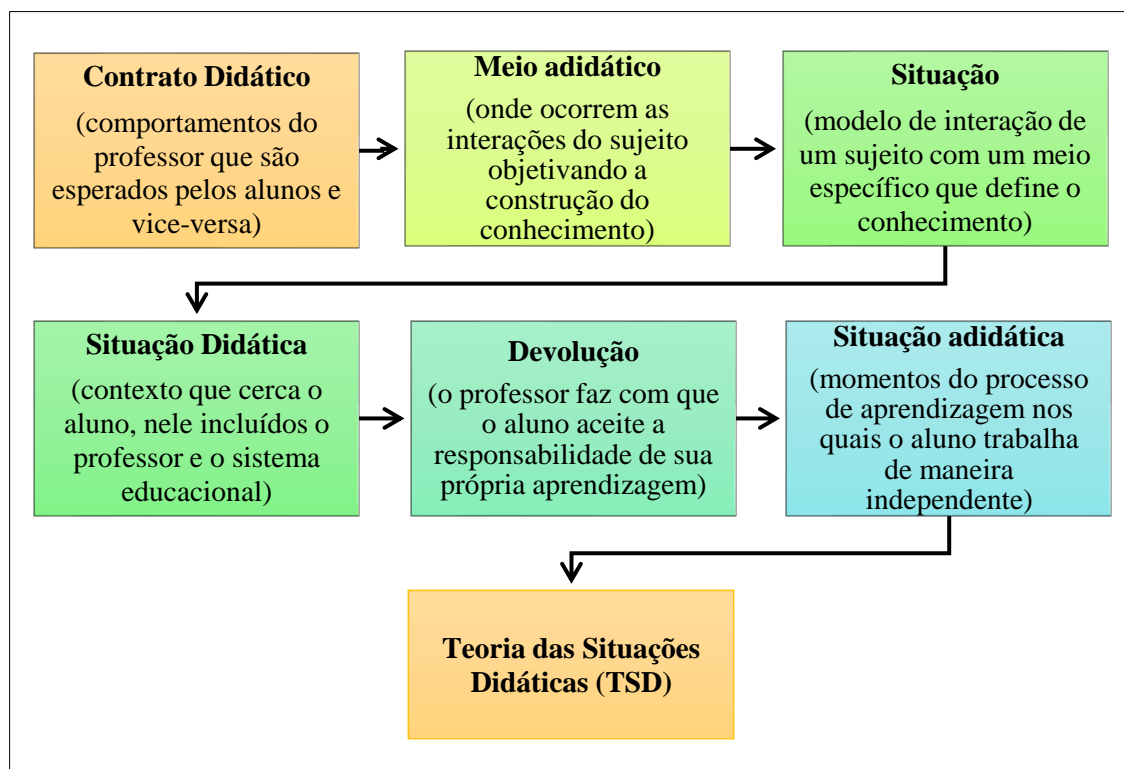 Contrato Didático
(comportamentos do
professor que são
esperados pelos alunos e
vice-versa)
Meio adidático
(onde ocorrem as
interações do sujeito
objetivando a
construção do
conhecimento)
Situação
(modelo de interação de
um sujeito com um meio
específico que define o
conhecimento)
Situação Didática
(contexto que cerca o
aluno, nele incluídos o
professor e o sistema
educacional)
Devolução
(o professor faz com que
o aluno aceite a
responsabilidade de sua
própria aprendizagem)
Situação adidática
(momentos do processo
de aprendizagem nos
quais o aluno trabalha
de maneira
independente)
Teoria das Situações
Didáticas (TSD)